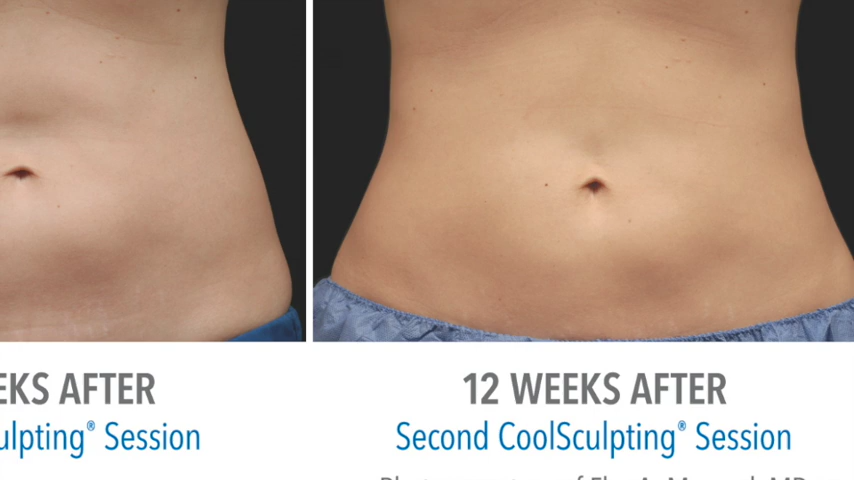 EKS AFTER
ulpting® Session
12 WEEKS AFTER
Second CoolSculpting® Session